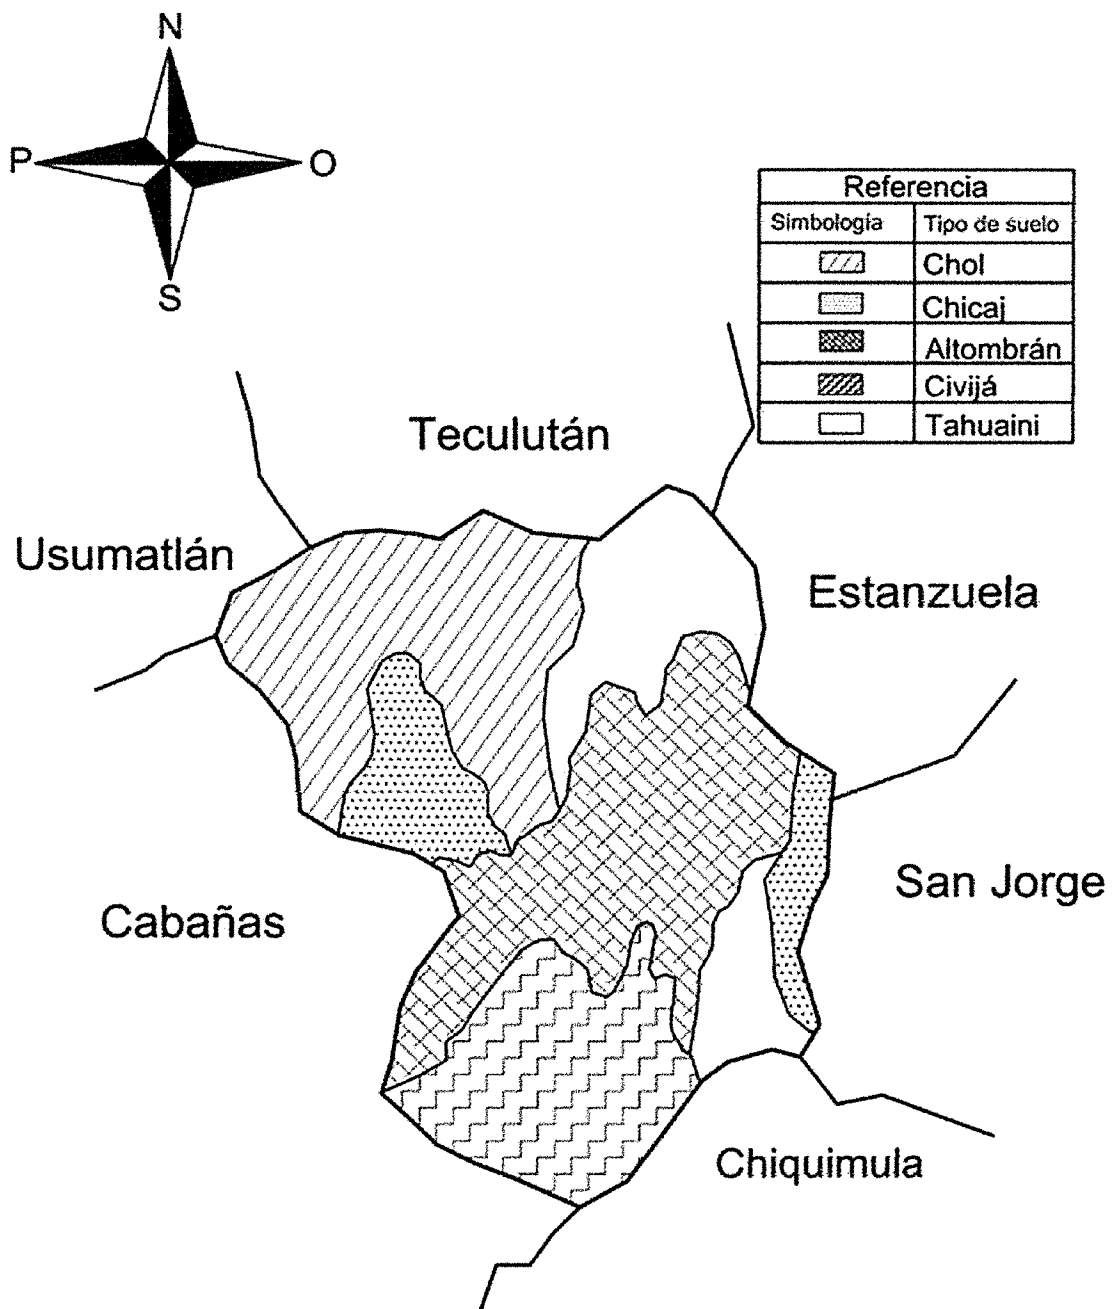 N
P
O
S
Referencia
Simbología Tipo de suelo
Chol
Chicaj
Altombrán
Civijá
Tahuaini
Teculután
Usumatlán
Estanzuela
San Jorge
Cabañas
Chiquimula